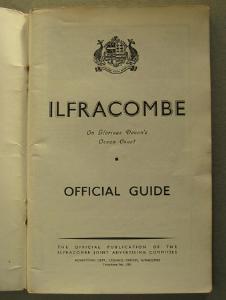 ILFRACOMBE
On Glorious Devon's
Ocean Coast
OFFICIAL GUIDE
THE OFFICIAL PUBLICATION OF THE
ILFRACOMBE JOINT ADVERTISING COMMITTEE